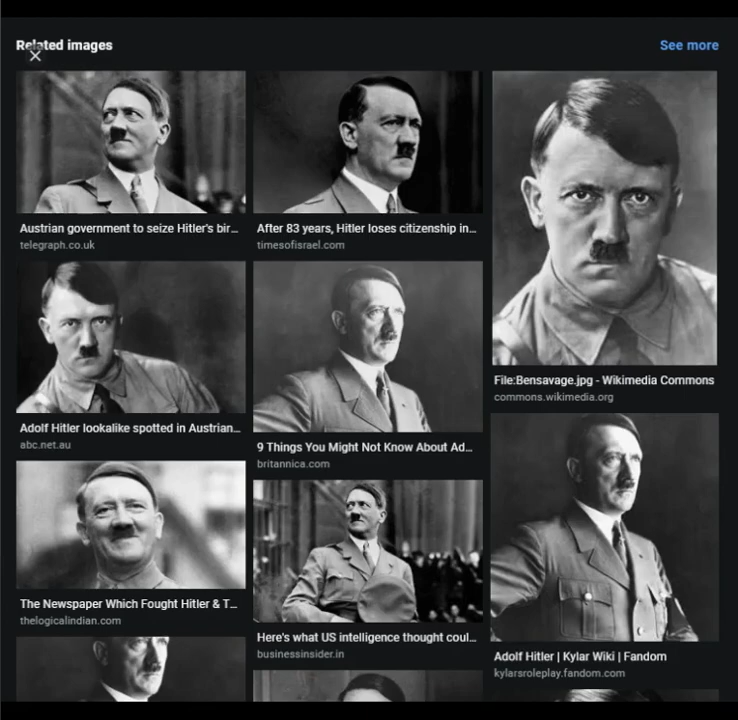 Related images
See more
Austrian government to seize Hitler's bir...
telegraph.co.uk
After 83 years, Hitler loses citizenship in...
timesofisrael.com
File:Bensavage.jpg - Wikimedia Commons
commons.wikimedia.org
Adolf Hitler lookalike spotted in Austrian...
abc.net.au
9 Things You Might Not Know About Ad...
britannica.com
The Newspaper Which Fought Hitler & T...
thelogicalindian.com
Here's what US intelligence thought coul...
businessinsider.in
Adolf Hitler | Kylar Wiki | Fandom
kylarsroleplay.fandom.com